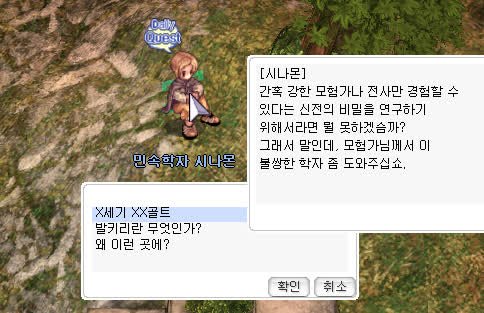 Daily
Quest
민속학자 시나몬
[시나몬]
간혹 강한 모험가나 전사만 경험할 수
있다는 신전의 비밀을 연구하기
위해서라면 뭘 못하겠습까?
그래서 말인데, 모험가님께서 이
불쌍한 학자 좀 도와주십쇼.
X세기 XX골트
발키리란 무엇인가?
왜 이런 곳에?
확인
취소